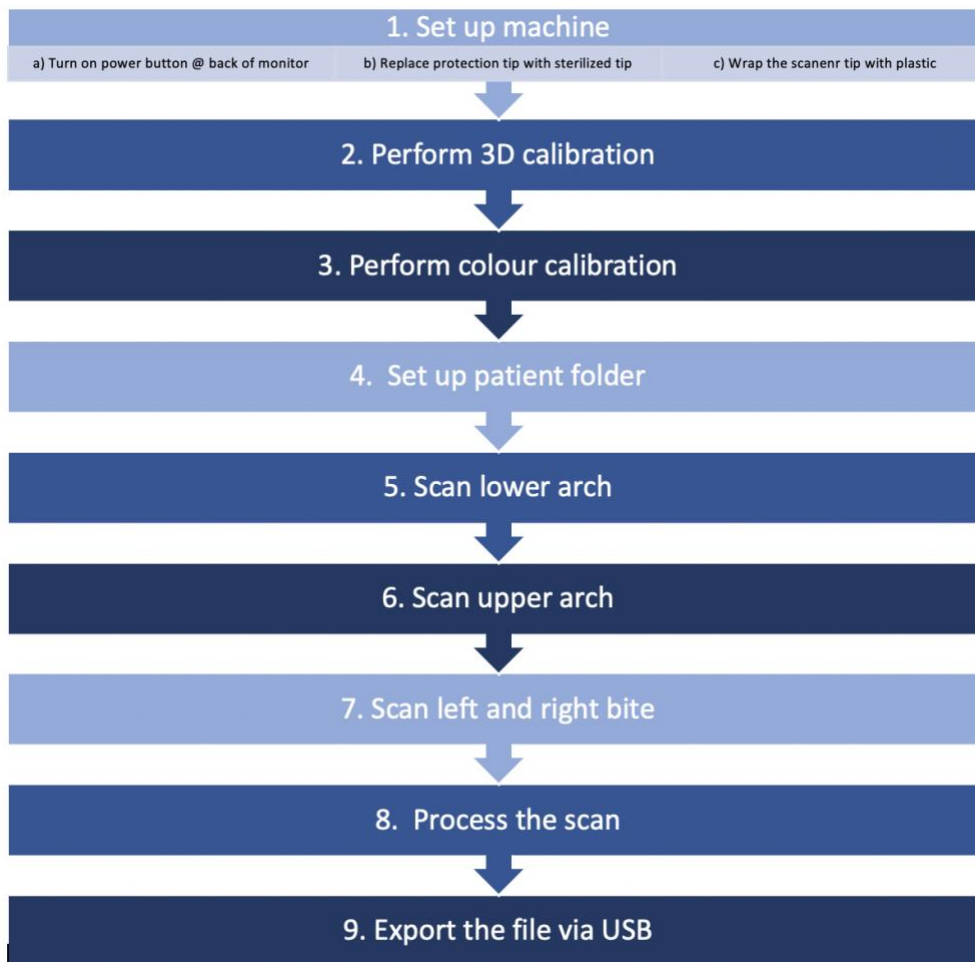 1. Set up machine
a) Turn on power button @ back of monitor
b) Replace protection tip with sterilized tip
c) Wrap the scanenr tip with plastic
2. Perform 3D calibration
3. Perform colour calibration
4. Set up patient folder
5. Scan lower arch
6. Scan upper arch
7. Scan left and right bite
8. Process the scan
9. Export the file via USB